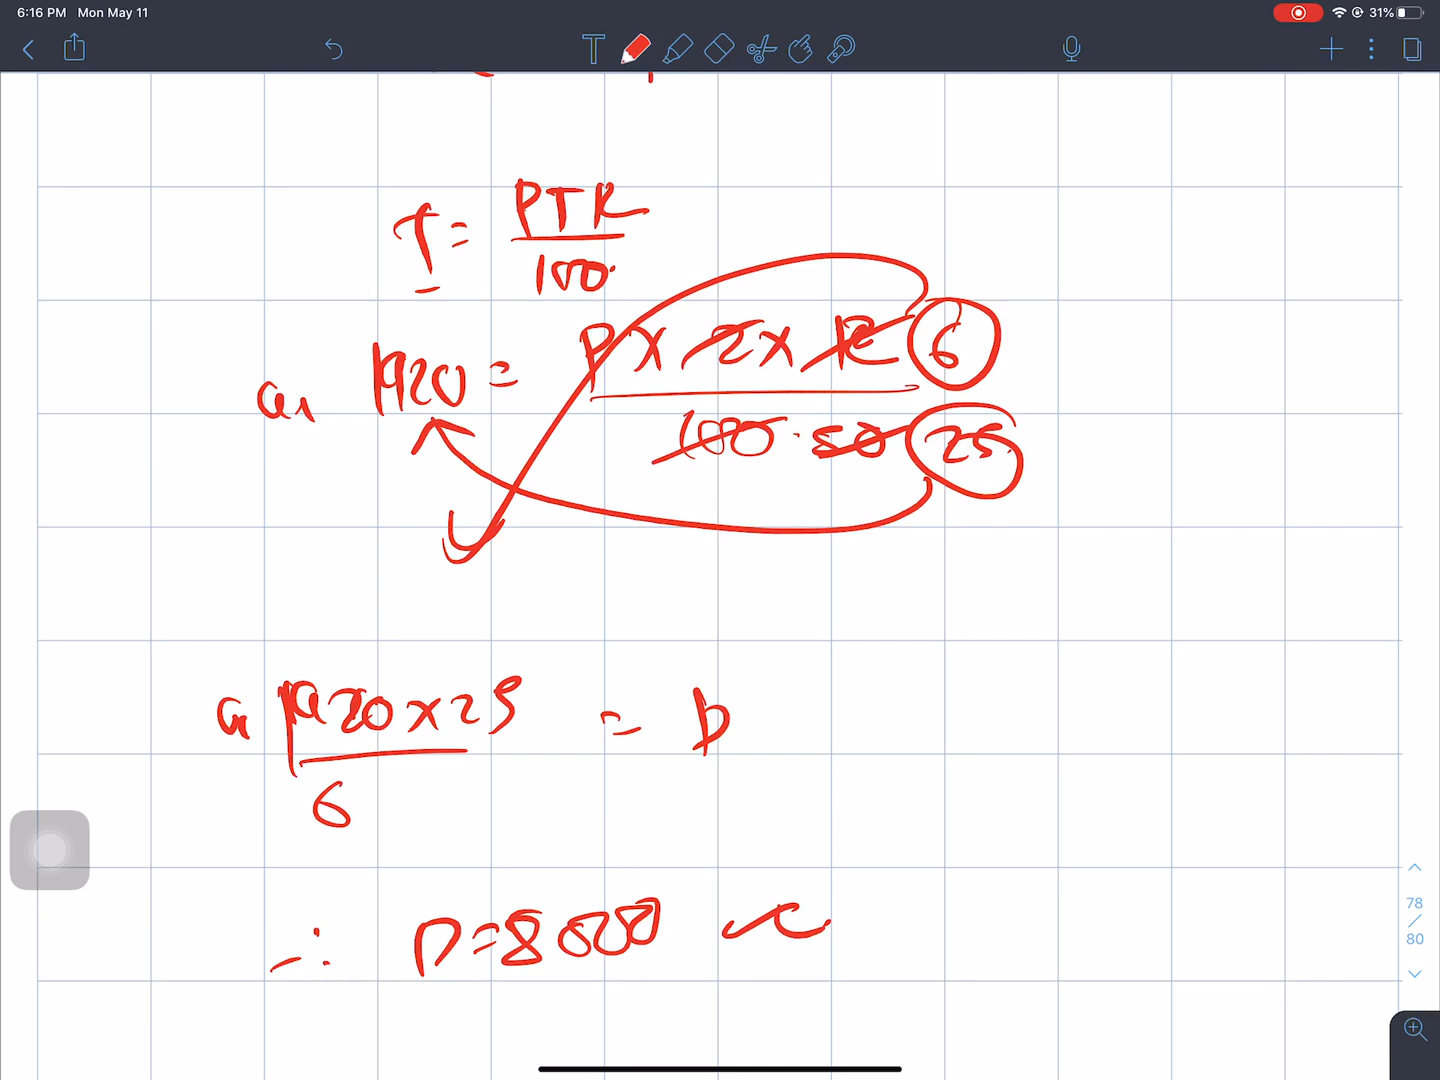 6:16 PM Mon May 11
31%
I = PTR
100
1920 = P x 2 x 12 6
100 50 25
1920 x 25 = P
6
∴ P = 8000
78
/
80